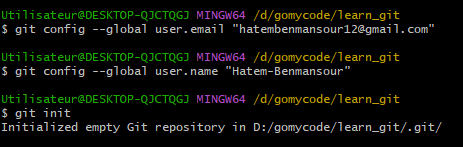 Utilisateur@DESKTOP-QJCTQGJ MINGW64 /d/gomycode/learn_git
$ git config --global user.email "hatembenmansour12@gmail.com"
Utilisateur@DESKTOP-QJCTQGJ MINGW64 /d/gomycode/learn_git
$ git config --global user.name "Hatem-Benmansour"
Utilisateur@DESKTOP-QJCTQGJ MINGW64 /d/gomycode/learn_git
$ git init
Initialized empty Git repository in D:/gomycode/learn_git/.git/